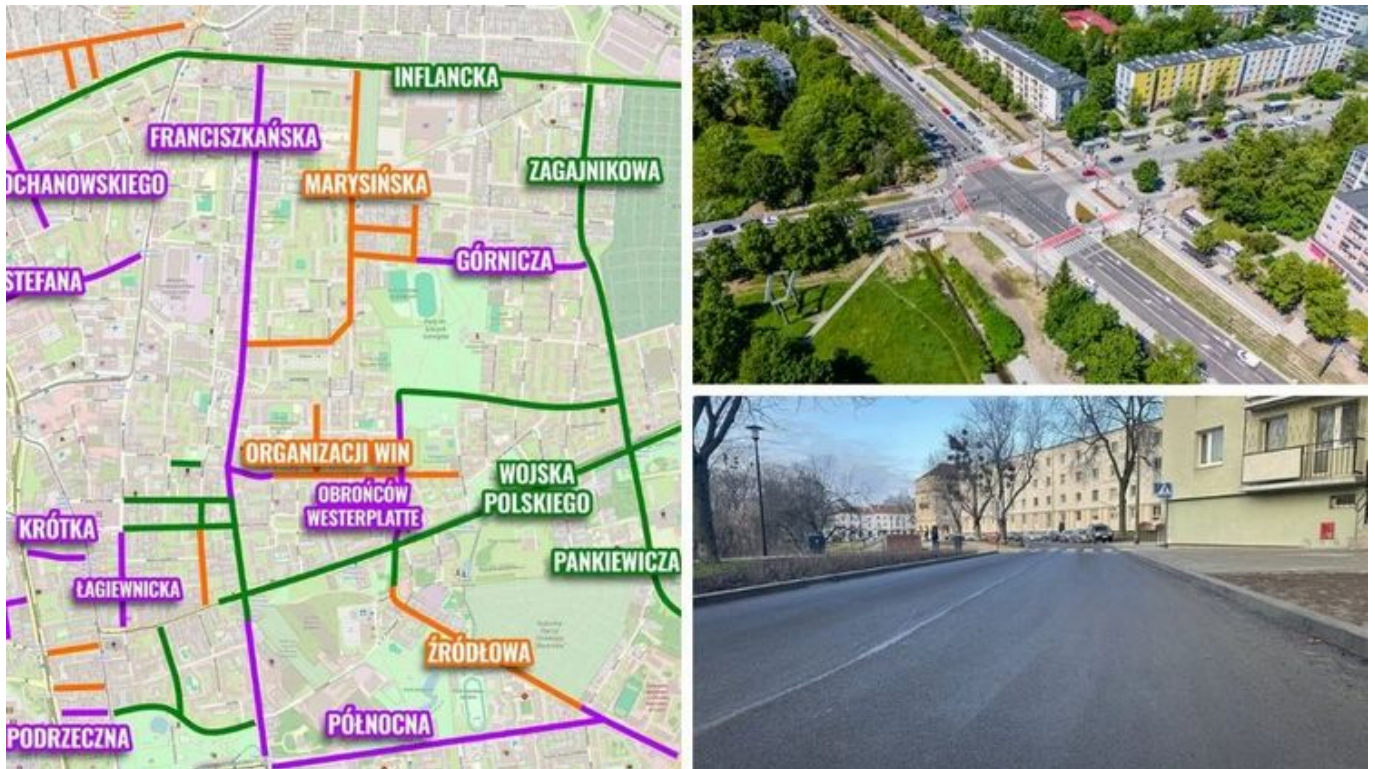 INFLANCKA
FRANCISZKAŃSKA
ZAGAJNIKOWA
OCHANOWSKIEGO
MARYSIŃSKA
GÓRNICZA
STEFANA
ORGANIZACJI WIN
WOJSKA
POLSKIEGO
OBROŃCÓW
WESTERPLATTE
KRÓTKA
PANKIEWICZA
ŁAGIEWNICKA
ŹRÓDŁOWA
PÓŁNOCNA
PODRZECZNA